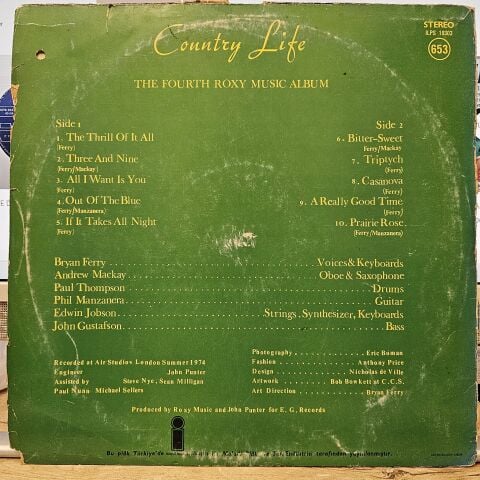 Country Life
STEREO
ILPS 19303
653
THE FOURTH ROXY MUSIC ALBUM
Side 1
1. The Thrill Of It All
(Ferry)
2. Three And Nine
(Ferry/Mackay)
3. All I Want Is You
(Ferry)
4. Out Of The Blue
(Ferry/Manzanera)
5. If It Takes All Night
(Ferry)
Side 2
6. Bitter-Sweet
(Ferry/Mackay
7. Triptych
(Ferry)
8. Casanova
(Ferry)
9. A Really Good Time
(Ferry)
10. Prairie Rose
(Ferry/Manzanera)
Bryan Ferry Voices & Keyboards
Andrew Mackay Oboe & Saxophone
Paul Thompson Drums
Phil Manzanera Guitar
Edwin Jobson Strings, Synthesizer, Keyboards
John Gustafson Bass
Recorded at Air Studios London Summer 1974
Engineer John Punter
Assisted by Steve Nye, Sean Milligan
Paul Nunn Michael Sellers
Photography Eric Boman
Fashion Anthony Price
Design Nicholas de Ville
Artwork Bob Bowkett at C.C.S.
Art Direction Bryan Ferry
Produced by Roxy Music and John Punter for E.G. Records
Bu plâk Türkiye'de tarafından yayınlanmıştır.